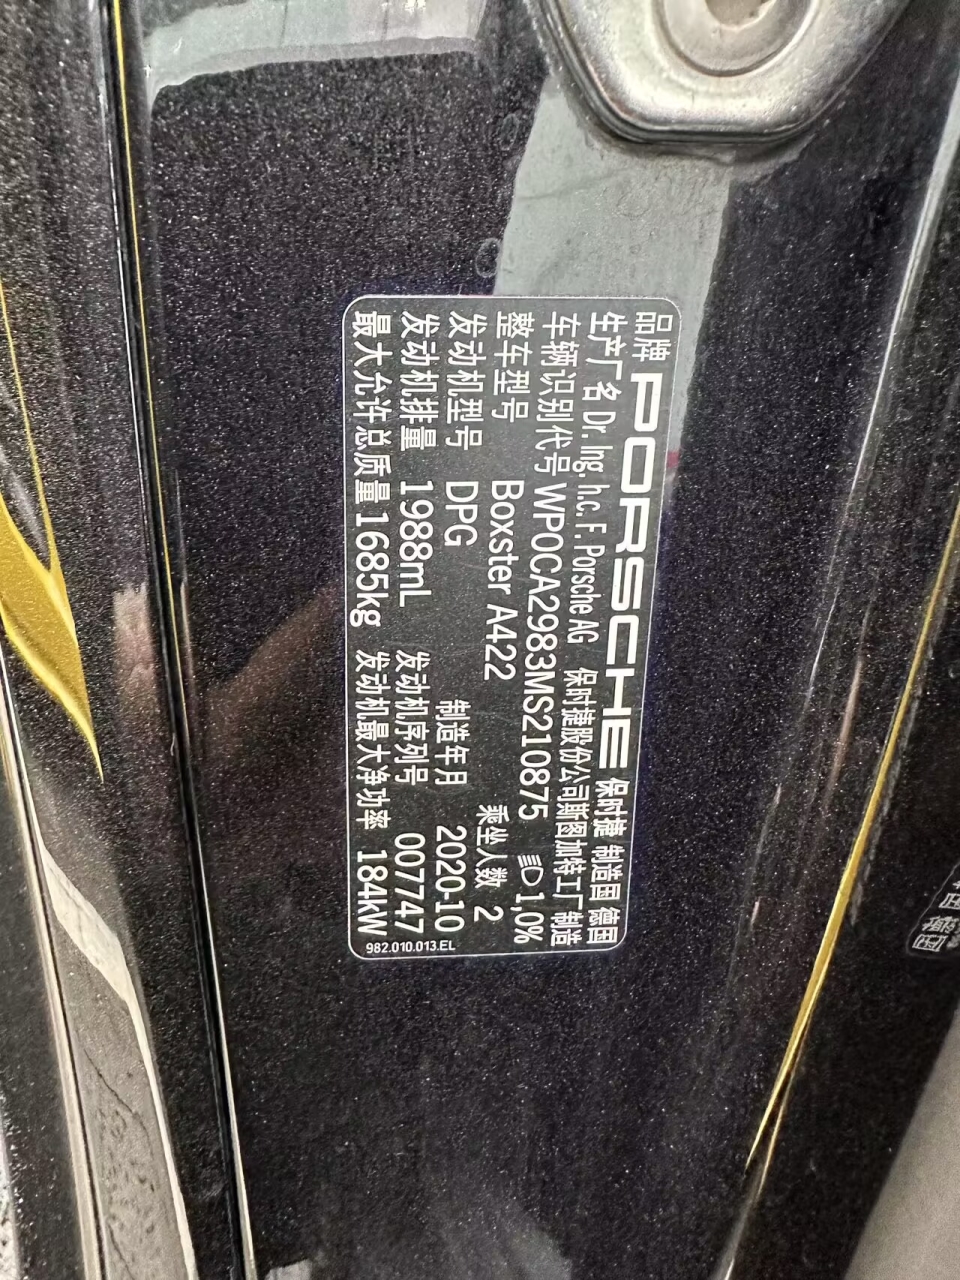 品牌 PORSCHE 保时捷 制造国 德国
生产厂名 Dr. Ing. h.c. F. Porsche AG 保时捷股份公司斯图加特工厂制造
车辆识别代号 WP0CA2983MS210875 1,0%
整车型号 Boxster A422 乘坐人数 2
发动机型号 DPG 制造年月 2020-10
发动机排量 1988mL 发动机序列号 007747
最大允许总质量 1685kg 发动机最大净功率 184kW
982.010.013.EL